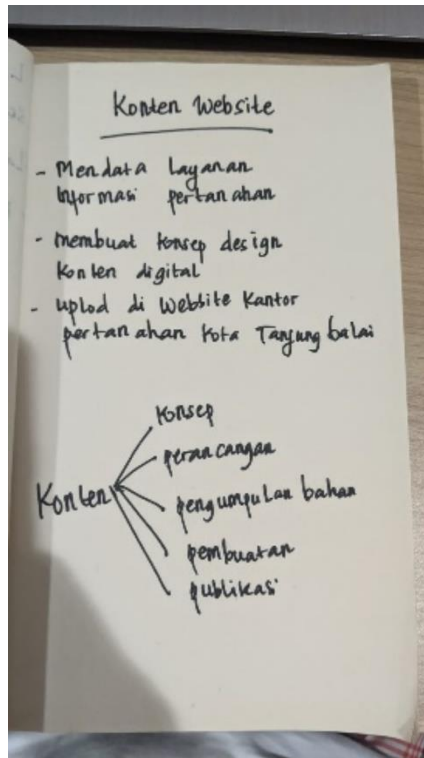 Konten Website
- Mendata Layanan
Informasi pertanahan
- membuat konsep design
Konten digital
- uplod di Website Kantor
pertanahan Kota Tanjung balai
Konsep
perancangan
Konten
pengumpulan bahan
pembuatan
publikasi